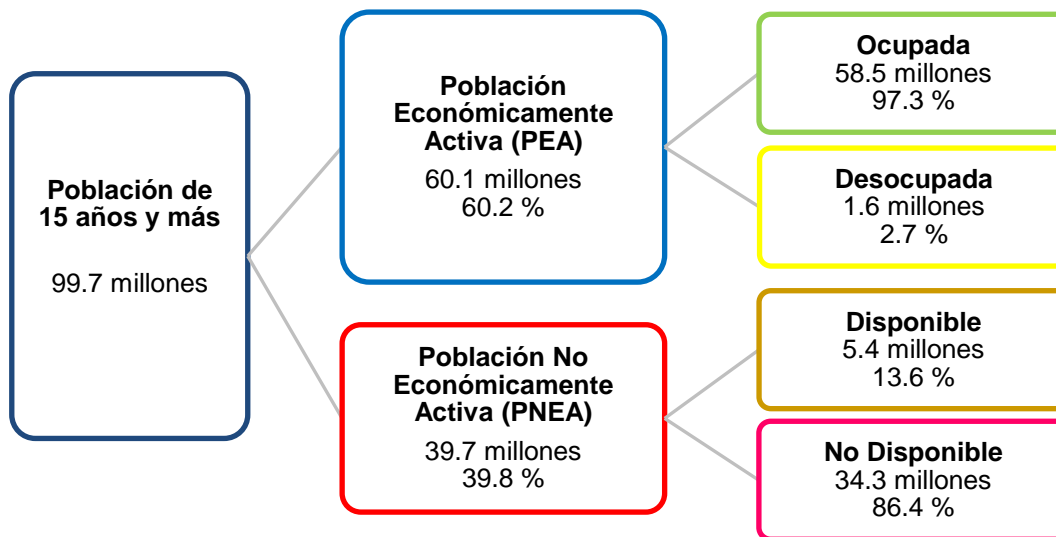 Población de
15 años y más
99.7 millones
Población
Económicamente
Activa (PEA)
60.1 millones
60.2 %
Población No
Económicamente
Activa (PNEA)
39.7 millones
39.8 %
Ocupada
58.5 millones
97.3 %
Desocupada
1.6 millones
2.7 %
Disponible
5.4 millones
13.6 %
No Disponible
34.3 millones
86.4 %